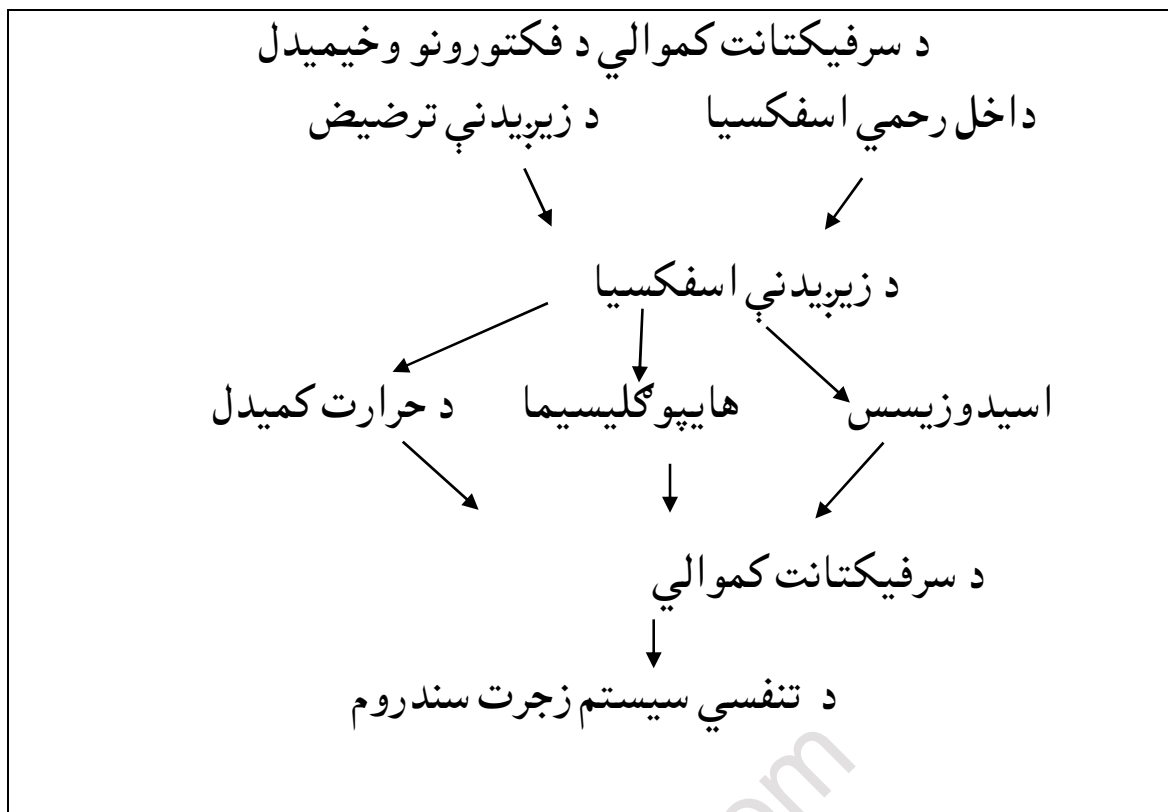 د سرفیکتانت کموالي د فکتورونو وخیمیدل
داخل رحمي اسفکسیا د زیږیدنې ترضیض
د زیږیدنې اسفکسیا
اسیدوزیسس هایپوګلیسیما د حرارت کمیدل
د سرفیکتانت کموالي
د تنفسي سیستم زجرت سندروم
om